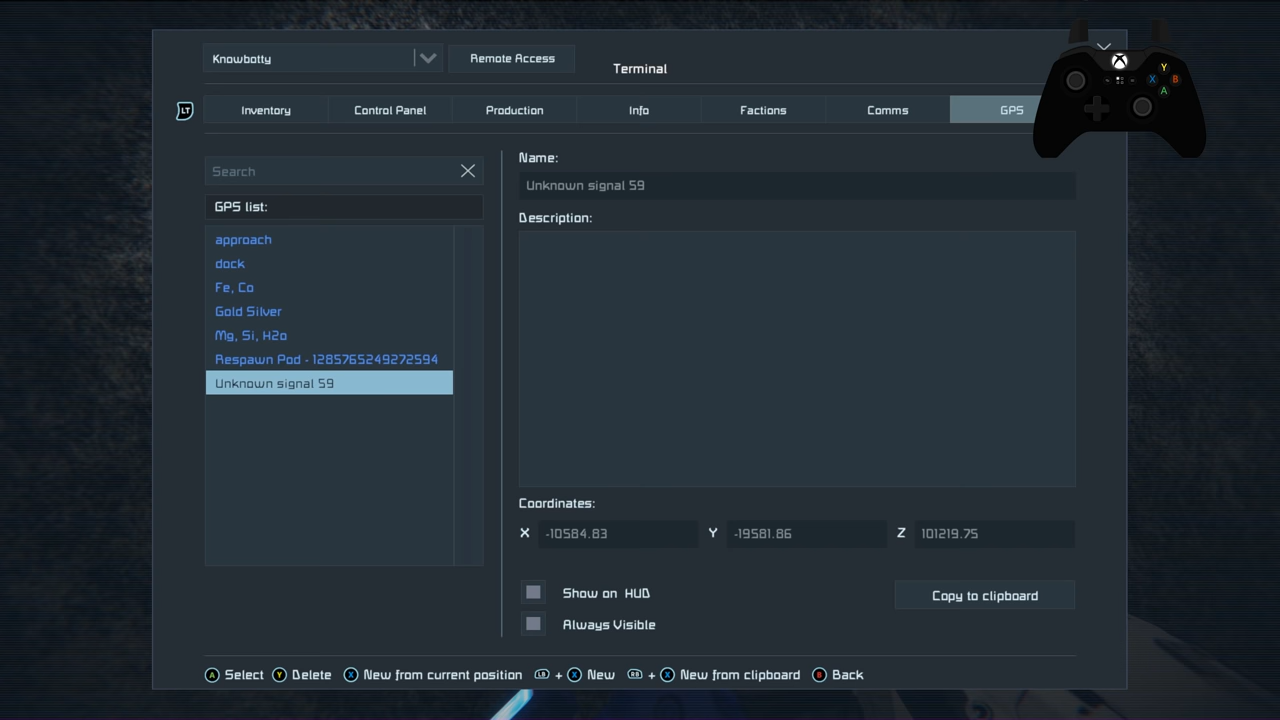 Knowbotty
Remote Access
Terminal
LT
Inventory
Control Panel
Production
Info
Factions
Comms
GPS
Search
GPS list:
approach
dock
Fe, Co
Gold Silver
Mg, Si, H2o
Respawn Pod - 1285765249272594
Unknown signal 59
Name:
Unknown signal 59
Description:
Coordinates:
X -10584.83 Y -19581.86 Z 101219.75
Show on HUD
Always Visible
Copy to clipboard
A Select Y Delete X New from current position LB + X New RB + X New from clipboard B Back
Y
X B
A